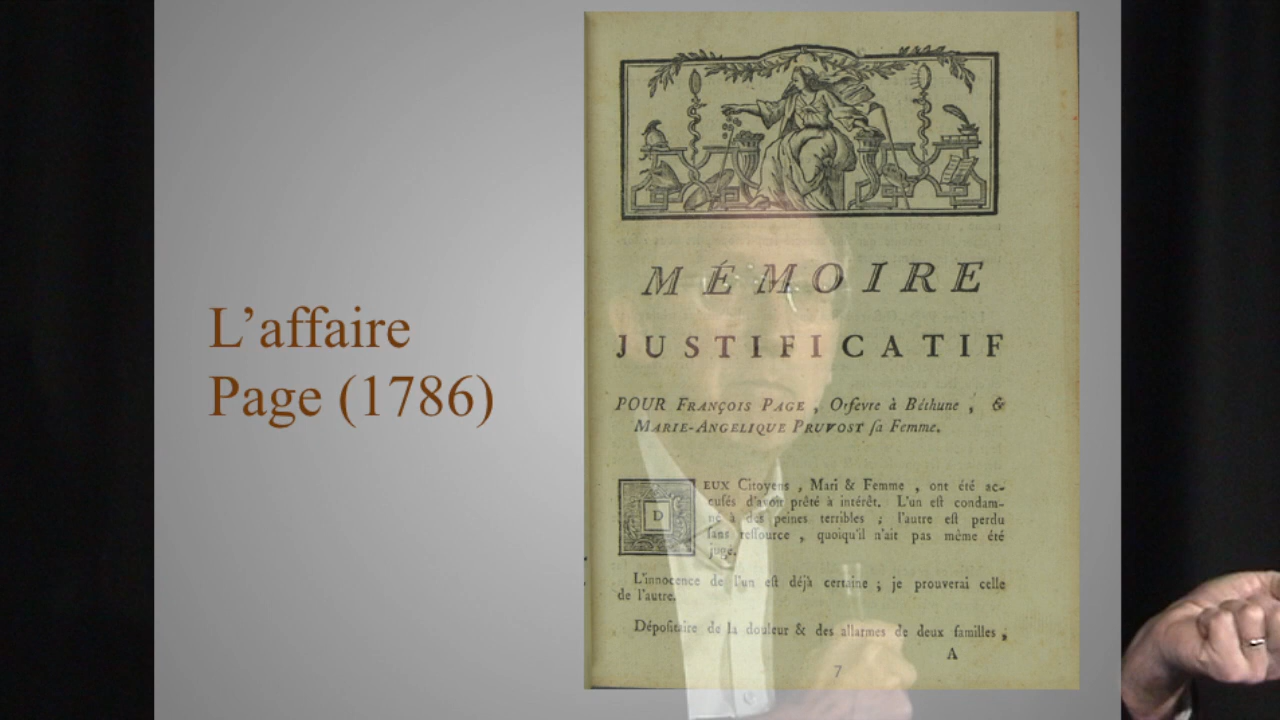 L'affaire
Page (1786)
MÉMOIRE
JUSTIFICATIF
POUR FRANÇOIS PAGE, Orfevre à Béthune, &
MARIE-ANGELIQUE PRUVOST ſa Femme.
DEUX Citoyens, Mari & Femme, ont été ac-
cuſés d'avoir prêté à intérêt. L'un eſt condam-
né à des peines terribles ; l'autre eſt perdu
ſans reſſource, quoiqu'il n'ait pas même été
jugé.
L'innocence de l'un eſt déjà certaine ; je prouverai celle
de l'autre.
Dépoſitaire de la douleur & des allarmes de deux familles ;
A
7